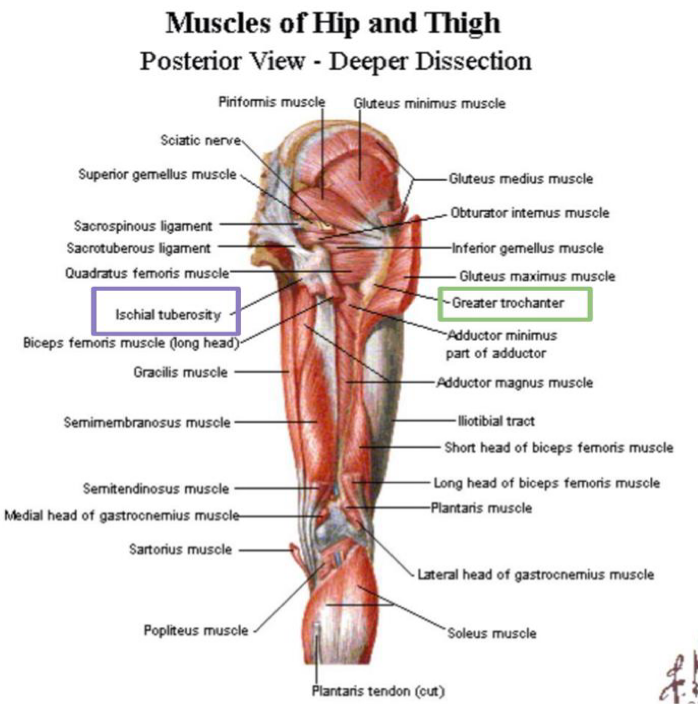 Muscles of Hip and Thigh
Posterior View - Deeper Dissection
Piriformis muscle
Gluteus minimus muscle
Sciatic nerve
Superior gemellus muscle
Gluteus medius muscle
Sacrospinous ligament
Obturator internus muscle
Sacrotuberous ligament
Inferior gemellus muscle
Quadratus femoris muscle
Gluteus maximus muscle
Ischial tuberosity
Greater trochanter
Biceps femoris muscle (long head)
Adductor minimus
part of adductor
Gracilis muscle
Adductor magnus muscle
Semimembranosus muscle
Iliotibial tract
Short head of biceps femoris muscle
Semitendinosus muscle
Long head of biceps femoris muscle
Medial head of gastrocnemius muscle
Plantaris muscle
Sartorius muscle
Lateral head of gastrocnemius muscle
Popliteus muscle
Soleus muscle
Plantaris tendon (cut)